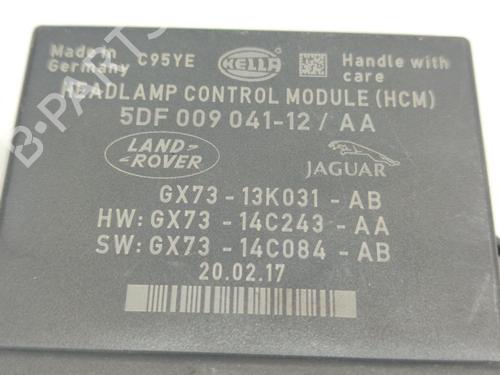 Made in Germany C95YE HELLA Handle with care
HEADLAMP CONTROL MODULE (HCM)
5DF 009 041-12 / AA
LAND ROVER JAGUAR
GX73 - 13K031 - AB
HW: GX73 - 14C243 - AA
SW: GX73 - 14C084 - AB
20.02.17
B-PARTS